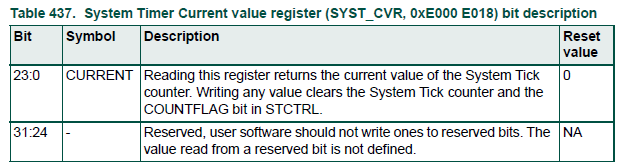 Table 437. System Timer Current value register (SYST_CVR, 0xE000 E018) bit description
Bit Symbol Description Reset
value
23:0 CURRENT Reading this register returns the current value of the System Tick 0
counter. Writing any value clears the System Tick counter and the
COUNTFLAG bit in STCTRL.
31:24 - Reserved, user software should not write ones to reserved bits. The NA
value read from a reserved bit is not defined.